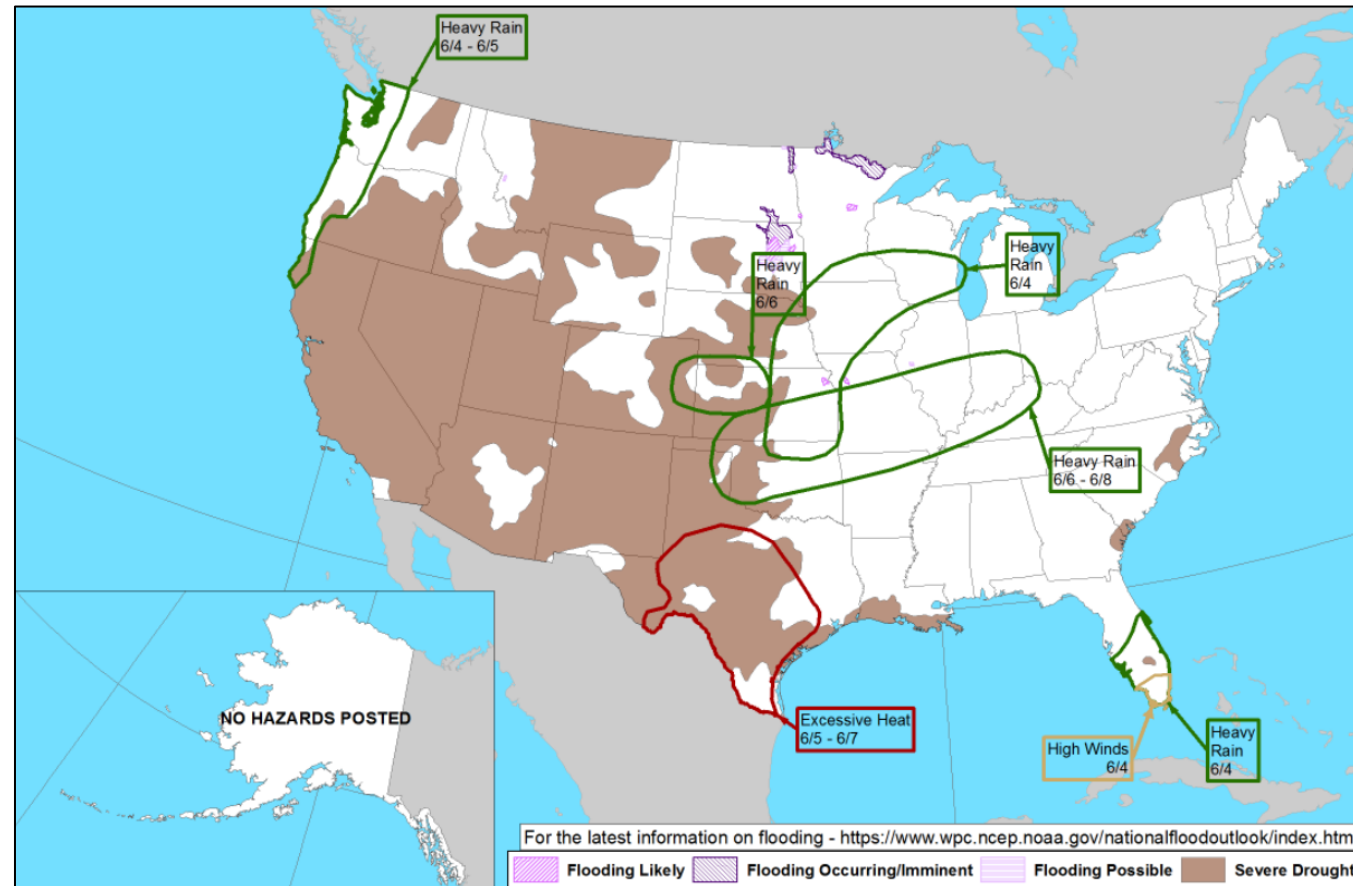 Heavy Rain
6/4 - 6/5
Heavy
Rain
6/6
Heavy
Rain
6/4
Heavy Rain
6/6 - 6/8
NO HAZARDS POSTED
Excessive Heat
6/5 - 6/7
High Winds
6/4
Heavy
Rain
6/4
For the latest information on flooding - https://www.wpc.ncep.noaa.gov/nationalfloodoutlook/index.htm
Flooding Likely
Flooding Occurring/Imminent
Flooding Possible
Severe Drought